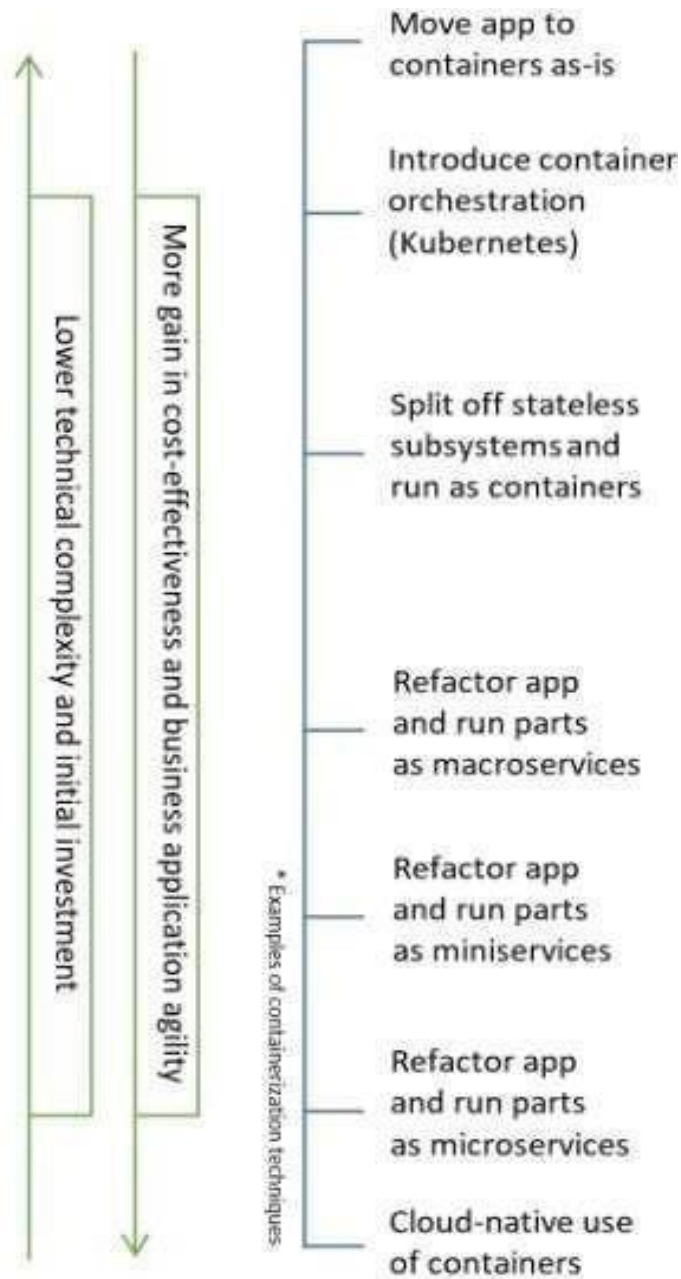 Move app to
containers as-is
Introduce container
orchestration
(Kubernetes)
Split off stateless
subsystems and
run as containers
Refactor app
and run parts
as macroservices
Refactor app
and run parts
as miniservices
Refactor app
and run parts
as microservices
Cloud-native use
of containers
Lower technical complexity and initial investment
More gain in cost-effectiveness and business application agility
* Examples of containerization techniques